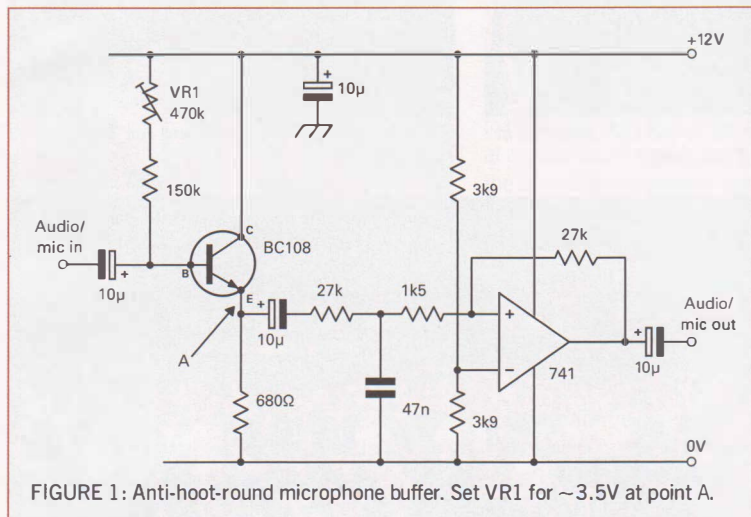 +12V
VR1
470k
10µ
+
150k
3k9
27k
Audio/
mic in
C
BC108
B
E
10µ
+
A
+
10µ
27k
1k5
+
−
741
Audio/
mic out
+
10µ
680Ω
47n
3k9
0V
FIGURE 1: Anti-hoot-round microphone buffer. Set VR1 for ~3.5V at point A.